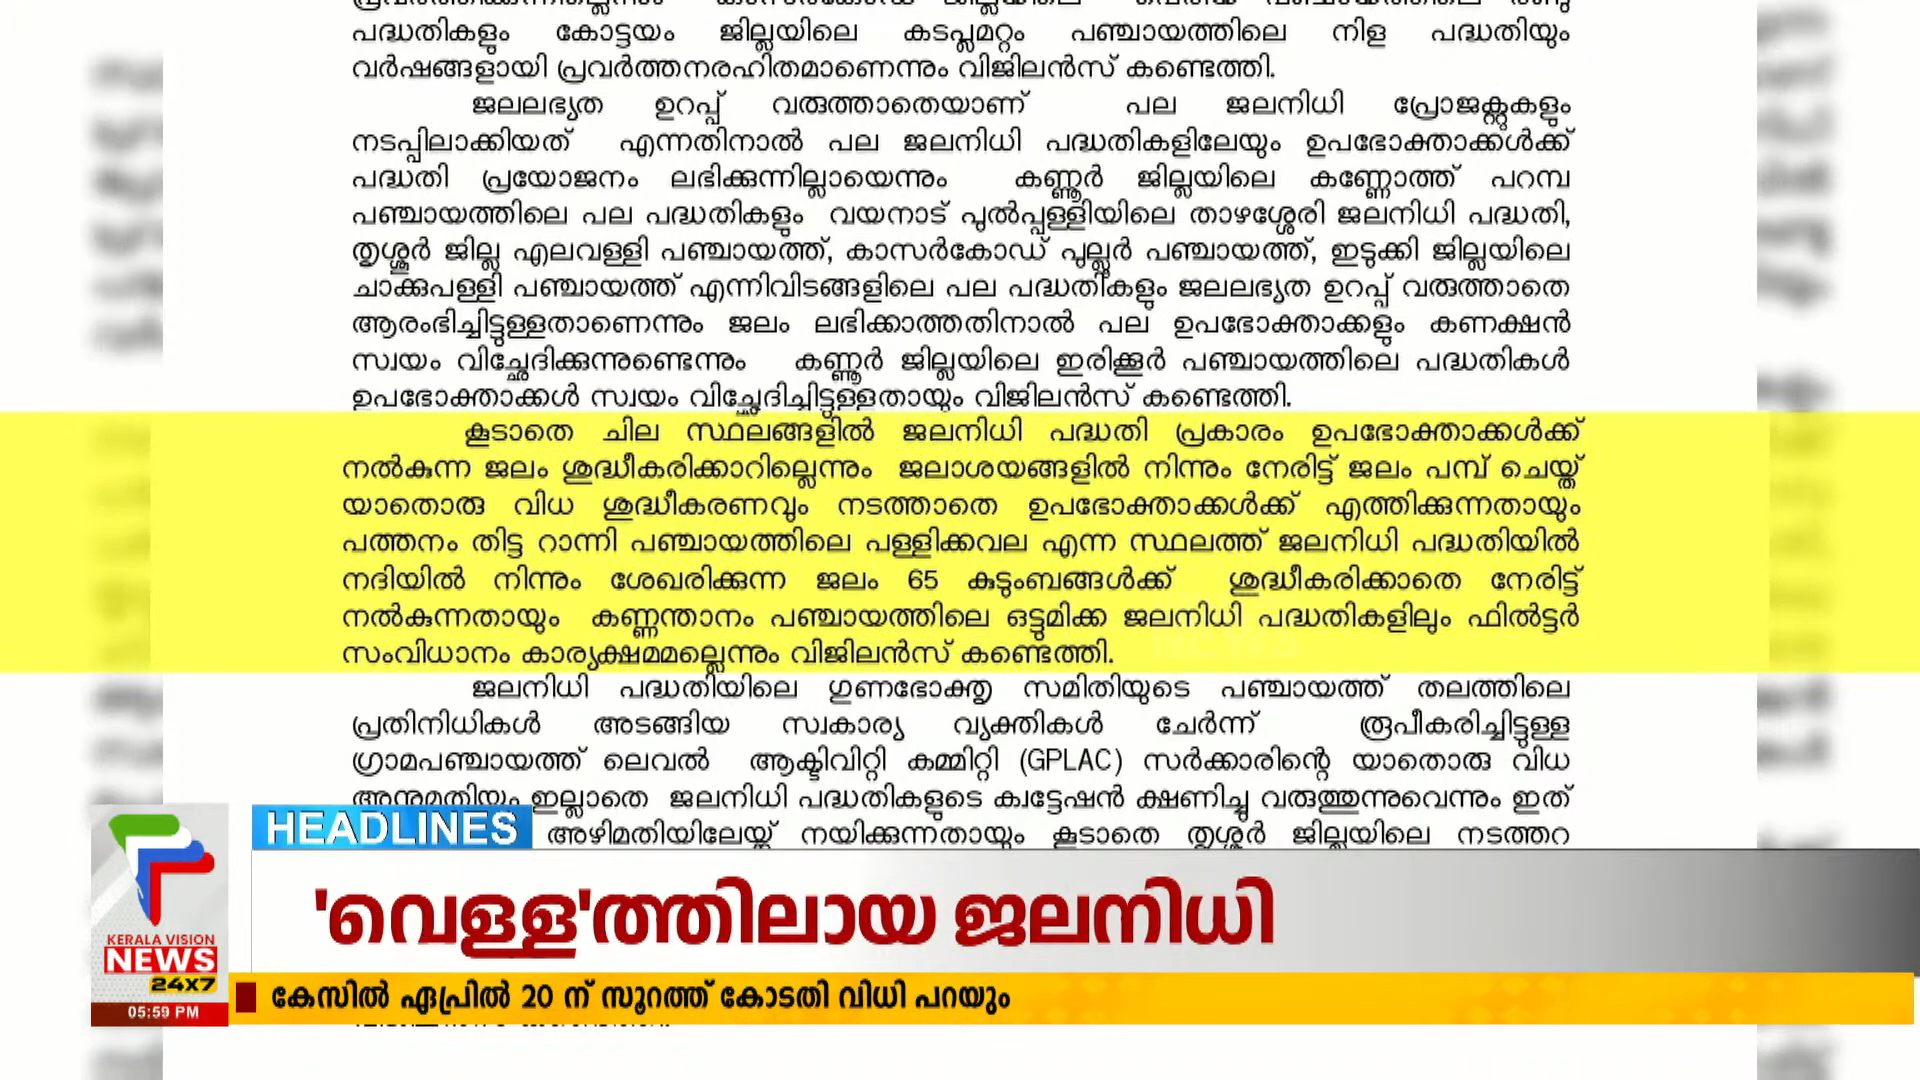 പദ്ധതികളും കോട്ടയം ജില്ലയിലെ കടപ്ലമറ്റം പഞ്ചായത്തിലെ നിള പദ്ധതിയും
വർഷങ്ങളായി പ്രവർത്തനരഹിതമാണെന്നും വിജിലൻസ് കണ്ടെത്തി.
ജലലഭ്യത ഉറപ്പ് വരുത്താതെയാണ് പല ജലനിധി പ്രോജക്റ്റുകളും
നടപ്പിലാക്കിയത് എന്നതിനാൽ പല ജലനിധി പദ്ധതികളിലേയും ഉപഭോക്താക്കൾക്ക്
പദ്ധതി പ്രയോജനം ലഭിക്കുന്നില്ലായെന്നും കണ്ണൂർ ജില്ലയിലെ കണ്ണോത്ത് പറമ്പ
പഞ്ചായത്തിലെ പല പദ്ധതികളും വയനാട് പുൽപ്പള്ളിയിലെ താഴശ്ശേരി ജലനിധി പദ്ധതി,
തൃശ്ശൂർ ജില്ല എലവള്ളി പഞ്ചായത്ത്, കാസർകോഡ് പുല്ലൂർ പഞ്ചായത്ത്, ഇടുക്കി ജില്ലയിലെ
ചാക്കുപള്ളി പഞ്ചായത്ത് എന്നിവിടങ്ങളിലെ പല പദ്ധതികളും ജലലഭ്യത ഉറപ്പ് വരുത്താതെ
ആരംഭിച്ചിട്ടുള്ളതാണെന്നും ജലം ലഭിക്കാത്തതിനാൽ പല ഉപഭോക്താക്കളും കണക്ഷൻ
സ്വയം വിച്ഛേദിക്കുന്നുണ്ടെന്നും കണ്ണൂർ ജില്ലയിലെ ഇരിക്കൂർ പഞ്ചായത്തിലെ പദ്ധതികൾ
ഉപഭോക്താക്കൾ സ്വയം വിച്ഛേദിച്ചിട്ടുള്ളതായും വിജിലൻസ് കണ്ടെത്തി.
കൂടാതെ ചില സ്ഥലങ്ങളിൽ ജലനിധി പദ്ധതി പ്രകാരം ഉപഭോക്താക്കൾക്ക്
നൽകുന്ന ജലം ശുദ്ധീകരിക്കാറില്ലെന്നും ജലാശയങ്ങളിൽ നിന്നും നേരിട്ട് ജലം പമ്പ് ചെയ്ത്
യാതൊരു വിധ ശുദ്ധീകരണവും നടത്താതെ ഉപഭോക്താക്കൾക്ക് എത്തിക്കുന്നതായും
പത്തനം തിട്ട റാന്നി പഞ്ചായത്തിലെ പള്ളിക്കവല എന്ന സ്ഥലത്ത് ജലനിധി പദ്ധതിയിൽ
നദിയിൽ നിന്നും ശേഖരിക്കുന്ന ജലം 65 കുടുംബങ്ങൾക്ക് ശുദ്ധീകരിക്കാതെ നേരിട്ട്
നൽകുന്നതായും കണ്ണന്താനം പഞ്ചായത്തിലെ ഒട്ടുമിക്ക ജലനിധി പദ്ധതികളിലും ഫിൽട്ടർ
സംവിധാനം കാര്യക്ഷമമല്ലെന്നും വിജിലൻസ് കണ്ടെത്തി.
ജലനിധി പദ്ധതിയിലെ ഗുണഭോക്തൃ സമിതിയുടെ പഞ്ചായത്ത് തലത്തിലെ
പ്രതിനിധികൾ അടങ്ങിയ സ്വകാര്യ വ്യക്തികൾ ചേർന്ന് രൂപീകരിച്ചിട്ടുള്ള
ഗ്രാമപഞ്ചായത്ത് ലെവൽ ആക്ടിവിറ്റി കമ്മിറ്റി (GPLAC) സർക്കാരിന്റെ യാതൊരു വിധ
അനുമതിയും ഇല്ലാതെ ജലനിധി പദ്ധതികളുടെ ക്വട്ടേഷൻ ക്ഷണിച്ചു വരുത്തുന്നുവെന്നും ഇത്
അഴിമതിയിലേയ്ക്ക് നയിക്കുന്നതായും കൂടാതെ തൃശ്ശൂർ ജില്ലയിലെ നടത്തറ
HEADLINES
'വെള്ള'ത്തിലായ ജലനിധി
KERALA VISION
NEWS
24x7
05:59 PM
കേസിൽ ഏപ്രിൽ 20 ന് സൂറത്ത് കോടതി വിധി പറയും